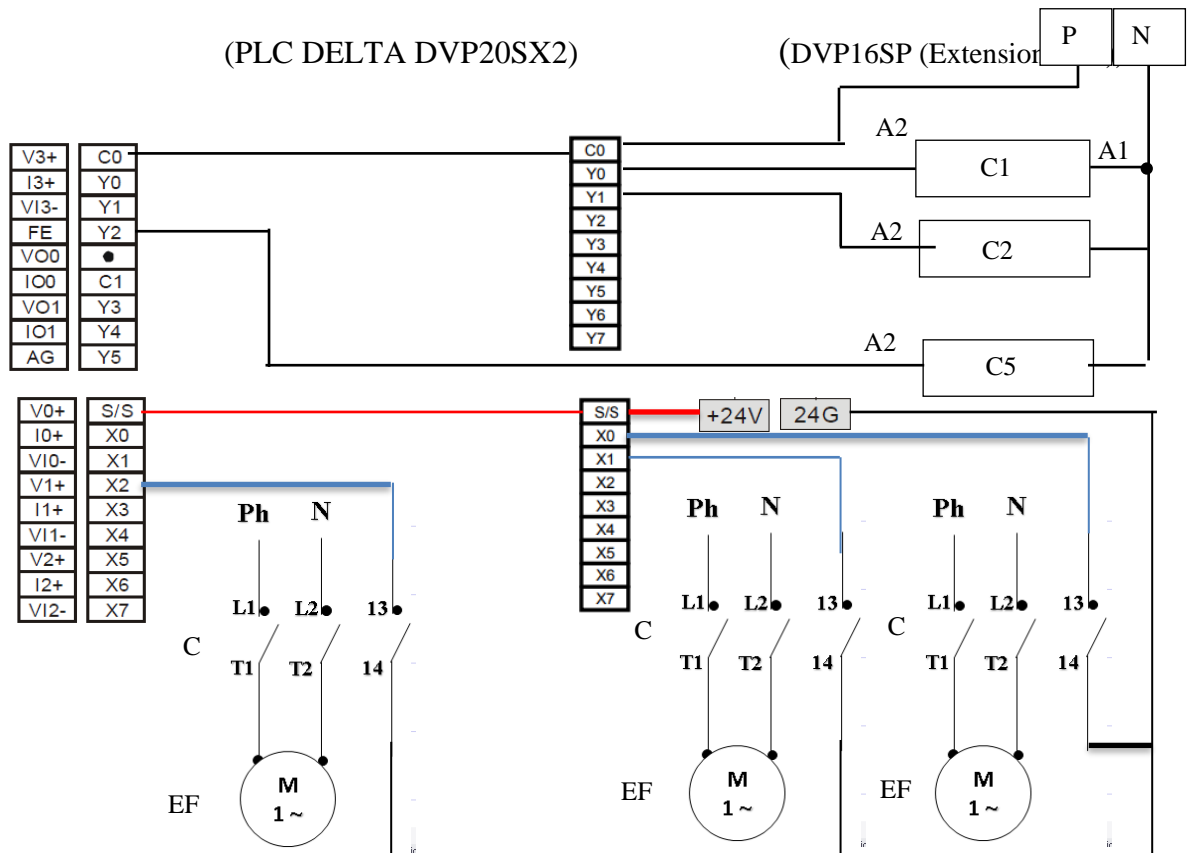 P N
(PLC DELTA DVP20SX2) (DVP16SP (Extension
A2
A1
C1
A2
C2
A2
C5
V3+ C0
I3+ Y0
VI3- Y1
FE Y2
VO0
IO0 C1
VO1 Y3
IO1 Y4
AG Y5
C0
Y0
Y1
Y2
Y3
Y4
Y5
Y6
Y7
V0+ S/S
I0+ X0
VI0- X1
V1+ X2
I1+ X3
VI1- X4
V2+ X5
I2+ X6
VI2- X7
S/S +24V 24G
X0
X1
X2
X3
X4
X5
X6
X7
Ph N
L1 L2 13
C
T1 T2 14
M
1 ~
EF
Ph N
L1 L2 13
C
T1 T2 14
M
1 ~
EF
Ph N
L1 L2 13
C
T1 T2 14
M
1 ~
EF